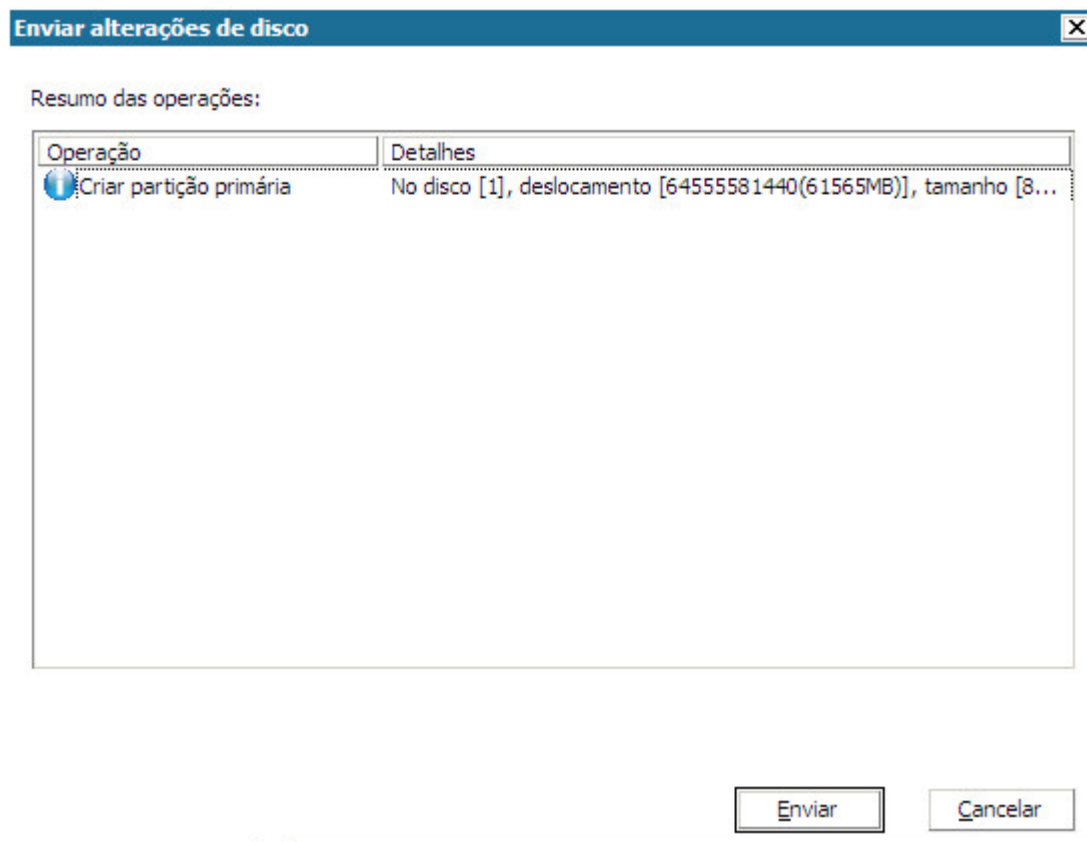 Enviar alterações de disco
Resumo das operações:
Operação Detalhes
Criar partição primária No disco [1], deslocamento [64555581440(61565MB)], tamanho [8...
Enviar Cancelar